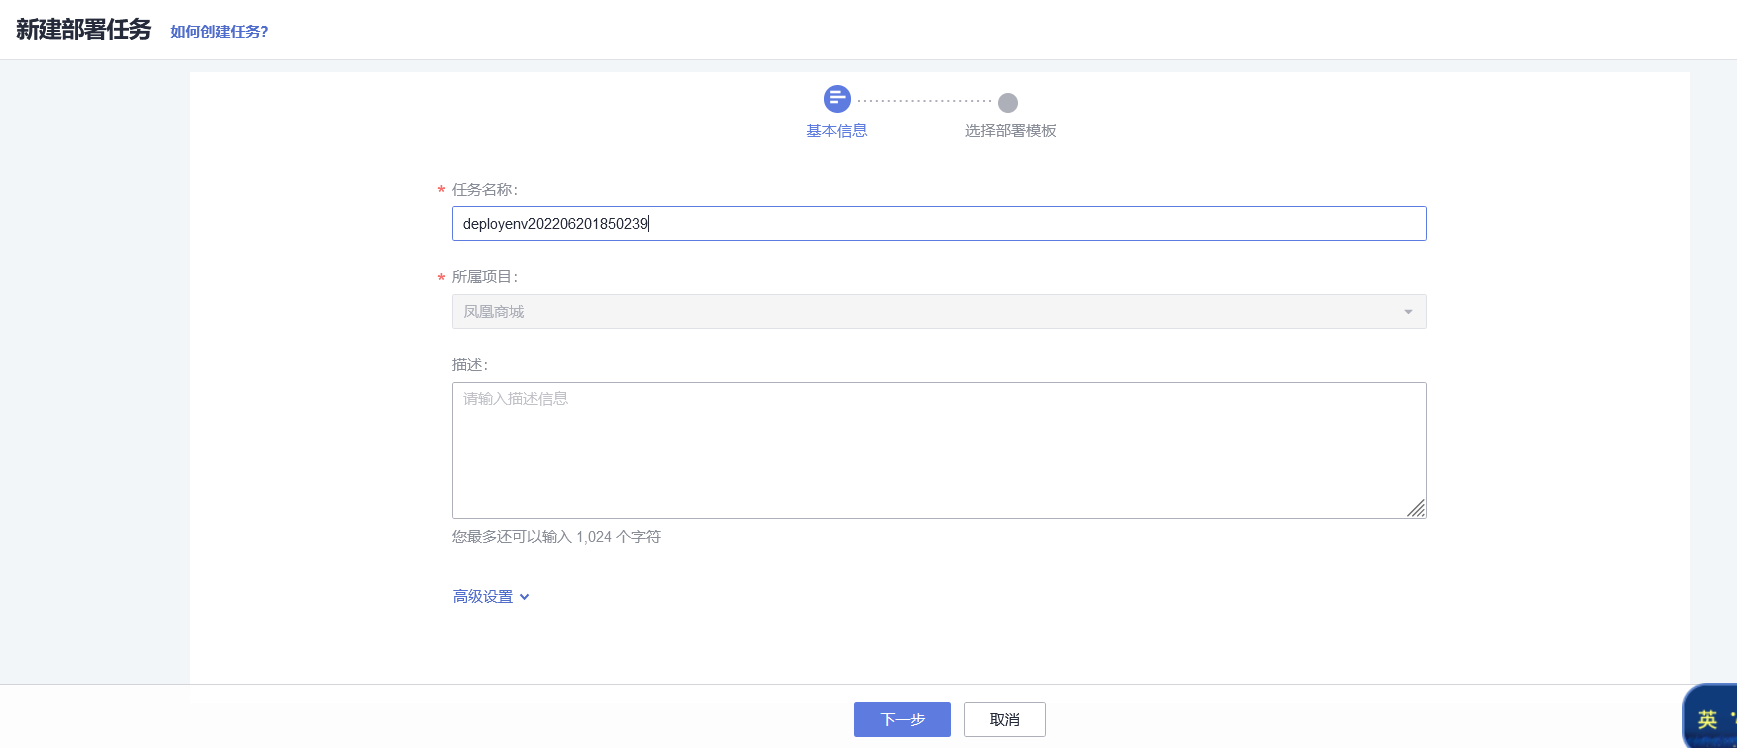 新建部署任务 如何创建任务?
基本信息 选择部署模板
* 任务名称:
deployenv202206201850239
* 所属项目:
凤凰商城
描述:
请输入描述信息
您最多还可以输入 1,024 个字符
高级设置
下一步 取消
英